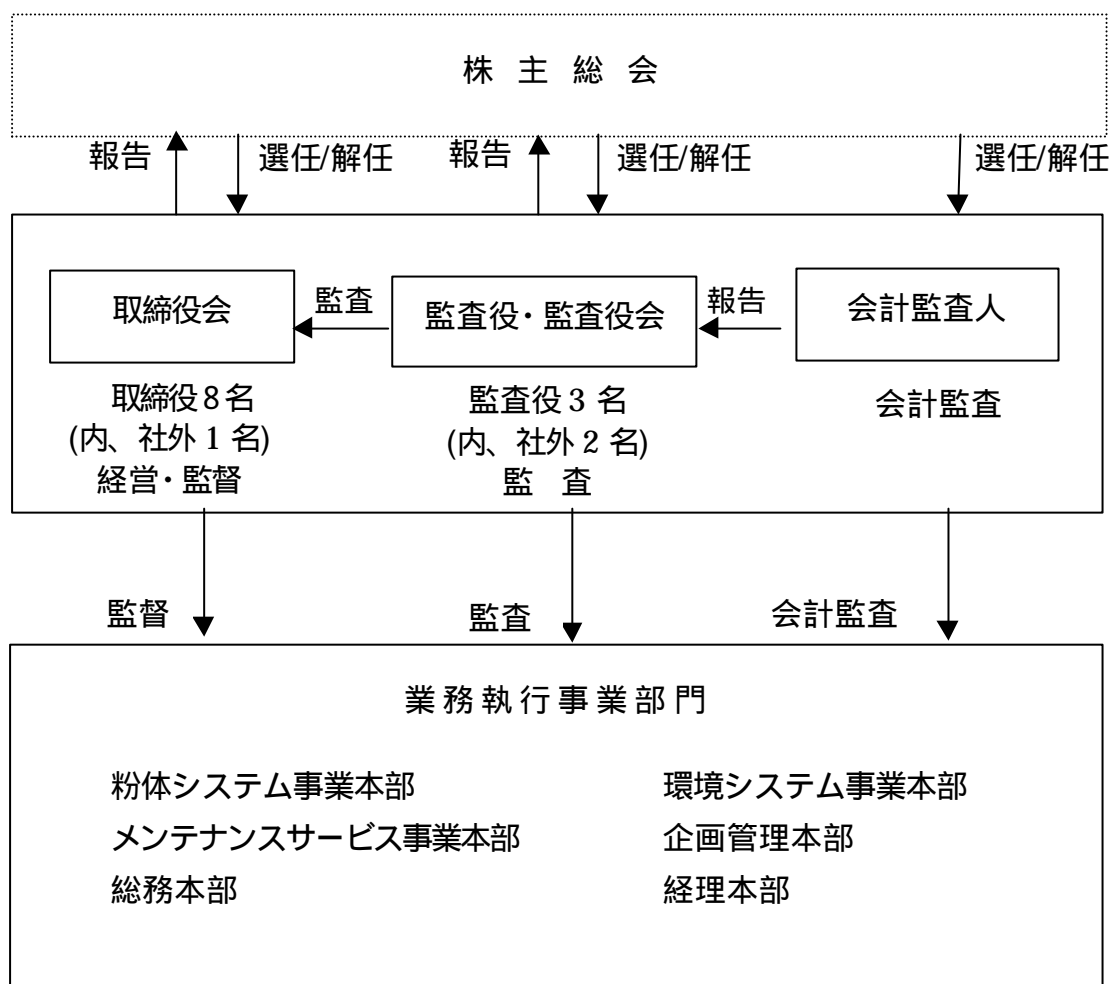 株 主 総 会
報告 選任/解任 報告 選任/解任 選任/解任
取締役会 監査 監査役・監査役会 報告 会計監査人
取締役8名 監査役3 名 会計監査
(内、社外 1 名) (内、社外 2 名)
経営・監督 監 査
監督 監査 会計監査
業務執行事業部門
粉体システム事業本部 環境システム事業本部
メンテナンスサービス事業本部 企画管理本部
総務本部 経理本部